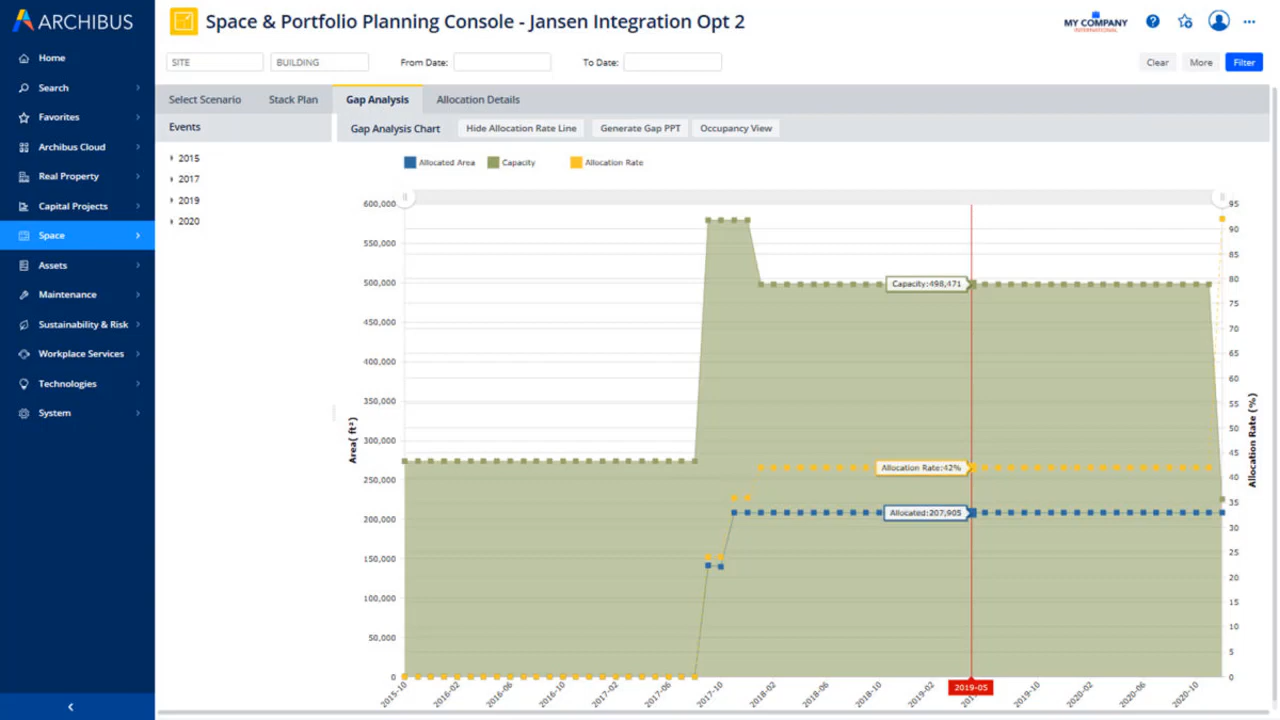 ARCHIBUS
Space & Portfolio Planning Console - Jansen Integration Opt 2
MY COMPANY
INTERNATIONAL
Home
Search
Favorites
Archibus Cloud
Real Property
Capital Projects
Space
Assets
Maintenance
Sustainability & Risk
Workplace Services
Technologies
System
SITE
BUILDING
From Date:
To Date:
Clear
More
Filter
Select Scenario
Stack Plan
Gap Analysis
Allocation Details
Events
Gap Analysis Chart
Hide Allocation Rate Line
Generate Gap PPT
Occupancy View
2015
2017
2019
2020
Allocated Area
Capacity
Allocation Rate
600,000
550,000
500,000
450,000
400,000
350,000
300,000
250,000
200,000
150,000
100,000
50,000
0
Area( ft²)
Capacity:498,471
Allocation Rate:42%
Allocated:207,905
95
90
85
80
75
70
65
60
55
50
45
40
35
30
25
20
15
10
5
0
Allocation Rate (%)
2015-10
2016-02
2016-06
2016-10
2017-02
2017-06
2017-10
2018-02
2018-06
2018-10
2019-02
2019-05
2019-10
2020-02
2020-06
2020-10